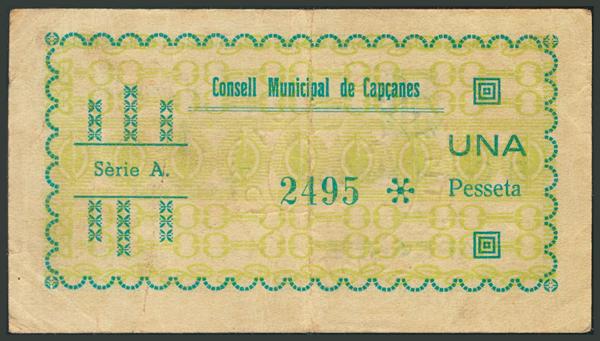 Consell Municipal de Capçanes
Sèrie A.
2495
UNA
Pesseta